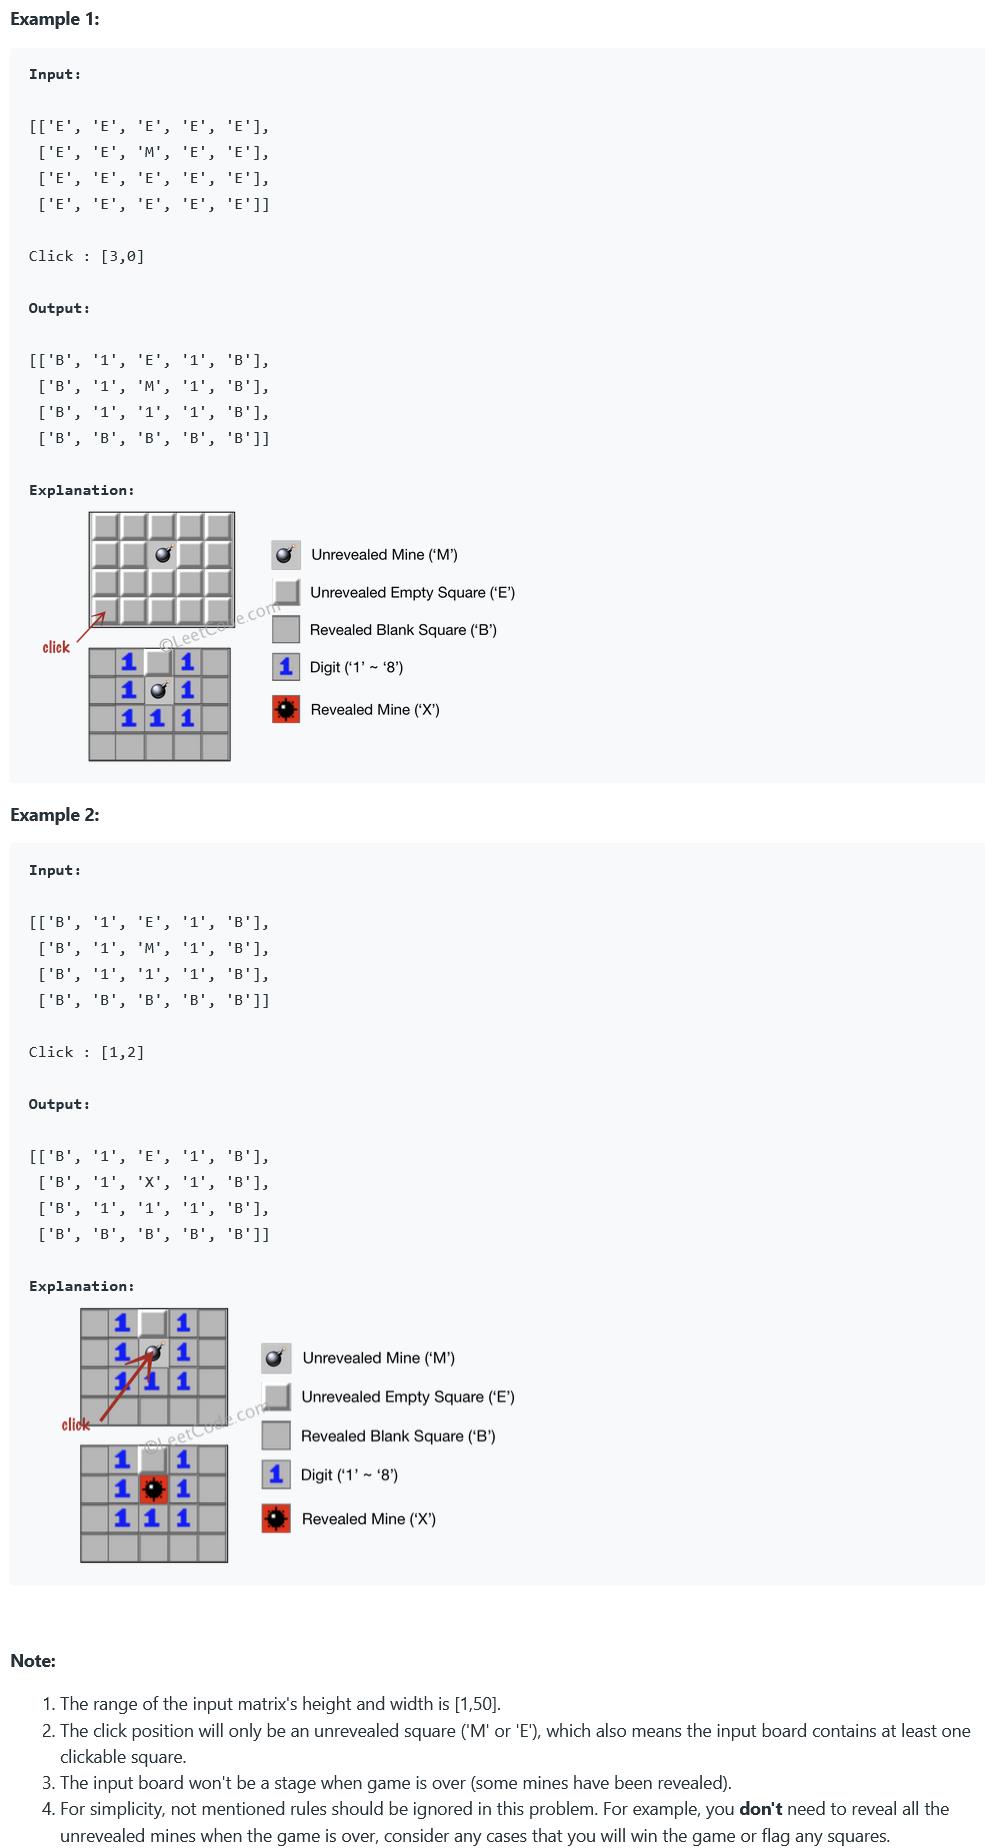 Example 1:
Input:
[['E', 'E', 'E', 'E', 'E'],
 ['E', 'E', 'M', 'E', 'E'],
 ['E', 'E', 'E', 'E', 'E'],
 ['E', 'E', 'E', 'E', 'E']]
Click : [3,0]
Output:
[['B', '1', 'E', '1', 'B'],
 ['B', '1', 'M', '1', 'B'],
 ['B', '1', '1', '1', 'B'],
 ['B', 'B', 'B', 'B', 'B']]
Explanation:
Unrevealed Mine (‘M’)
Unrevealed Empty Square (‘E’)
©LeetCode.com
Revealed Blank Square (‘B’)
click
1 1
1 Digit (‘1’ ~ ‘8’)
1 1
1 1 1
Revealed Mine (‘X’)
Example 2:
Input:
[['B', '1', 'E', '1', 'B'],
 ['B', '1', 'M', '1', 'B'],
 ['B', '1', '1', '1', 'B'],
 ['B', 'B', 'B', 'B', 'B']]
Click : [1,2]
Output:
[['B', '1', 'E', '1', 'B'],
 ['B', '1', 'X', '1', 'B'],
 ['B', '1', '1', '1', 'B'],
 ['B', 'B', 'B', 'B', 'B']]
Explanation:
1 1
1 1
Unrevealed Mine (‘M’)
1 1 1
Unrevealed Empty Square (‘E’)
click
©LeetCode.com
Revealed Blank Square (‘B’)
1 1
1 Digit (‘1’ ~ ‘8’)
1 1
1 1 1
Revealed Mine (‘X’)
Note:
1. The range of the input matrix's height and width is [1,50].
2. The click position will only be an unrevealed square ('M' or 'E'), which also means the input board contains at least one
clickable square.
3. The input board won't be a stage when game is over (some mines have been revealed).
4. For simplicity, not mentioned rules should be ignored in this problem. For example, you don't need to reveal all the
unrevealed mines when the game is over, consider any cases that you will win the game or flag any squares.